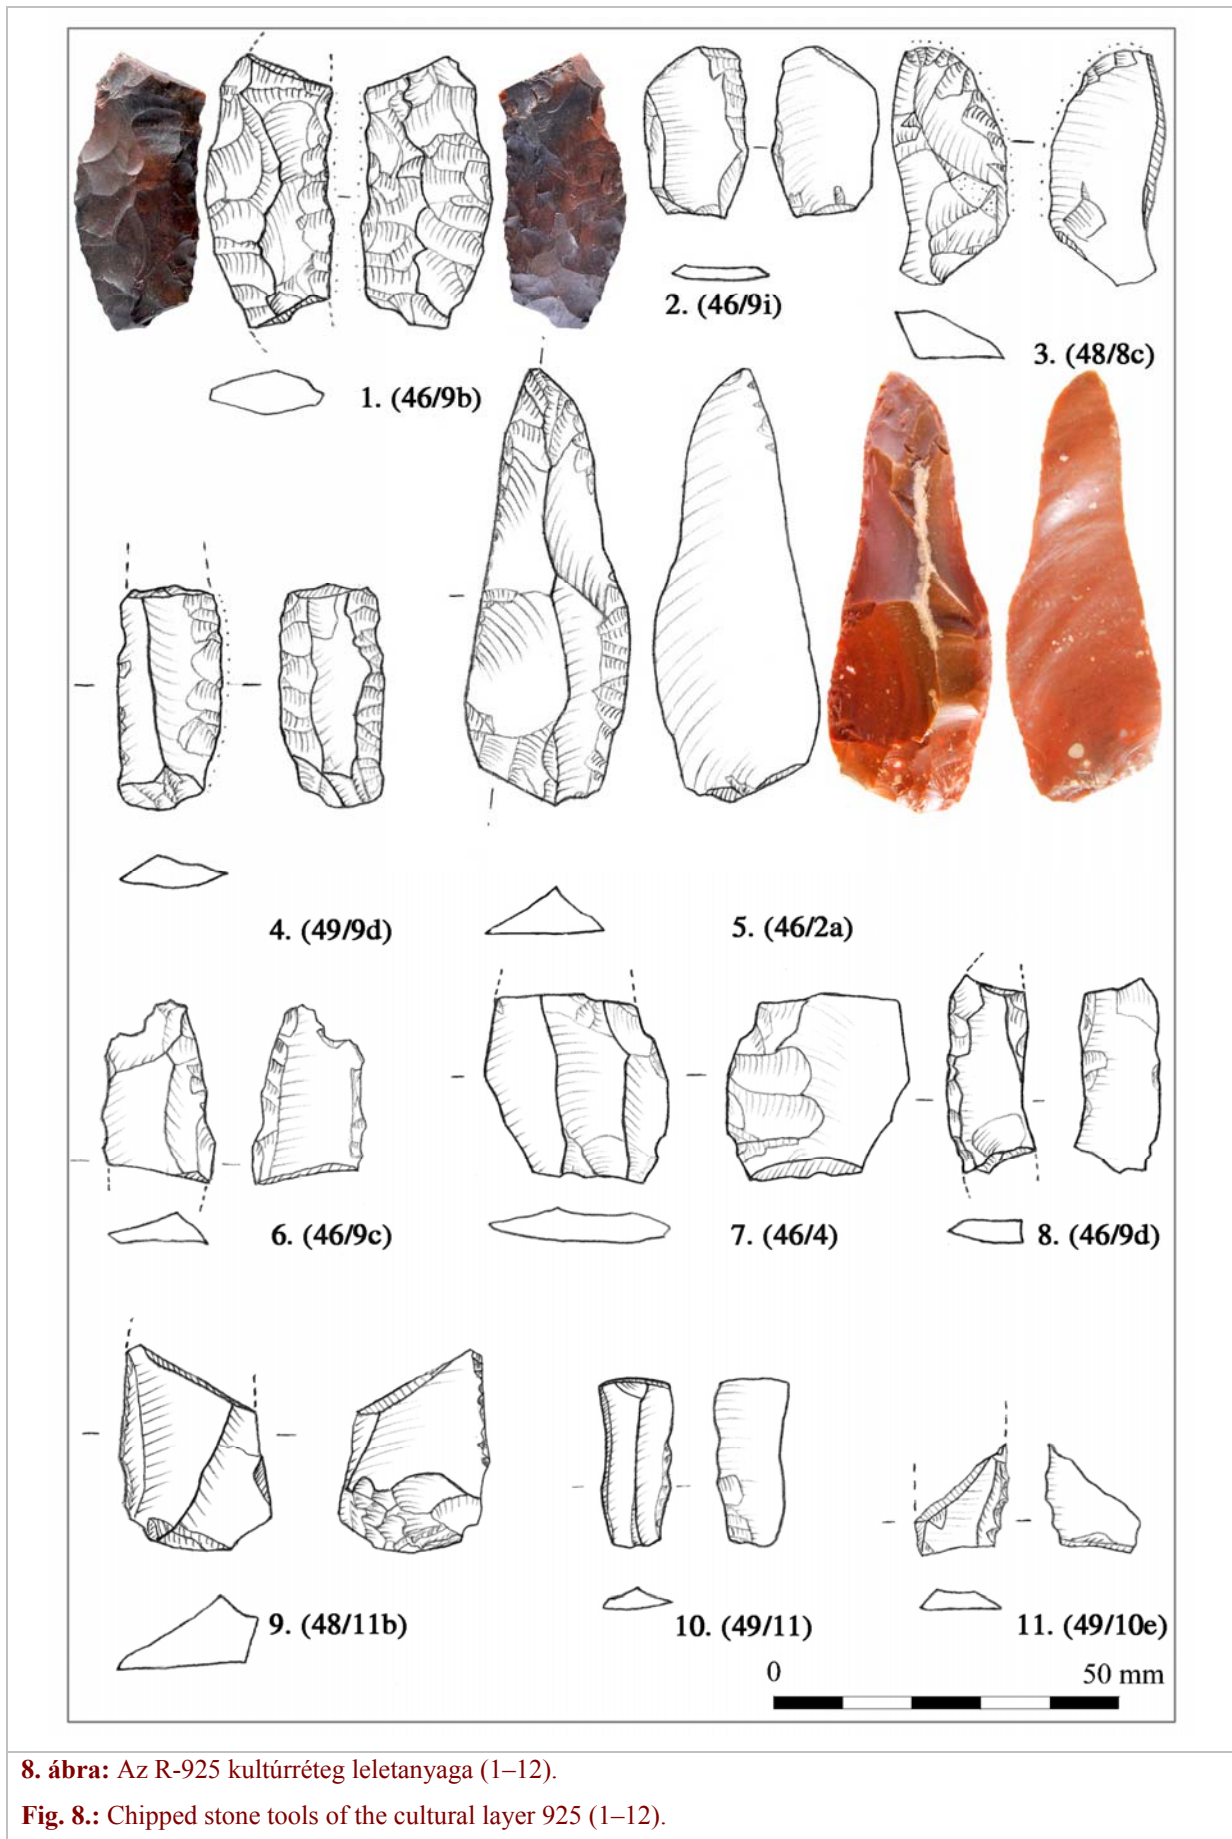 1. (46/9b)
2. (46/9i)
3. (48/8c)
4. (49/9d)
5. (46/2a)
6. (46/9c)
7. (46/4)
8. (46/9d)
9. (48/11b)
10. (49/11)
11. (49/10e)
0 50 mm
8. ábra: Az R-925 kultúrréteg leletanyaga (1–12).
Fig. 8.: Chipped stone tools of the cultural layer 925 (1–12).